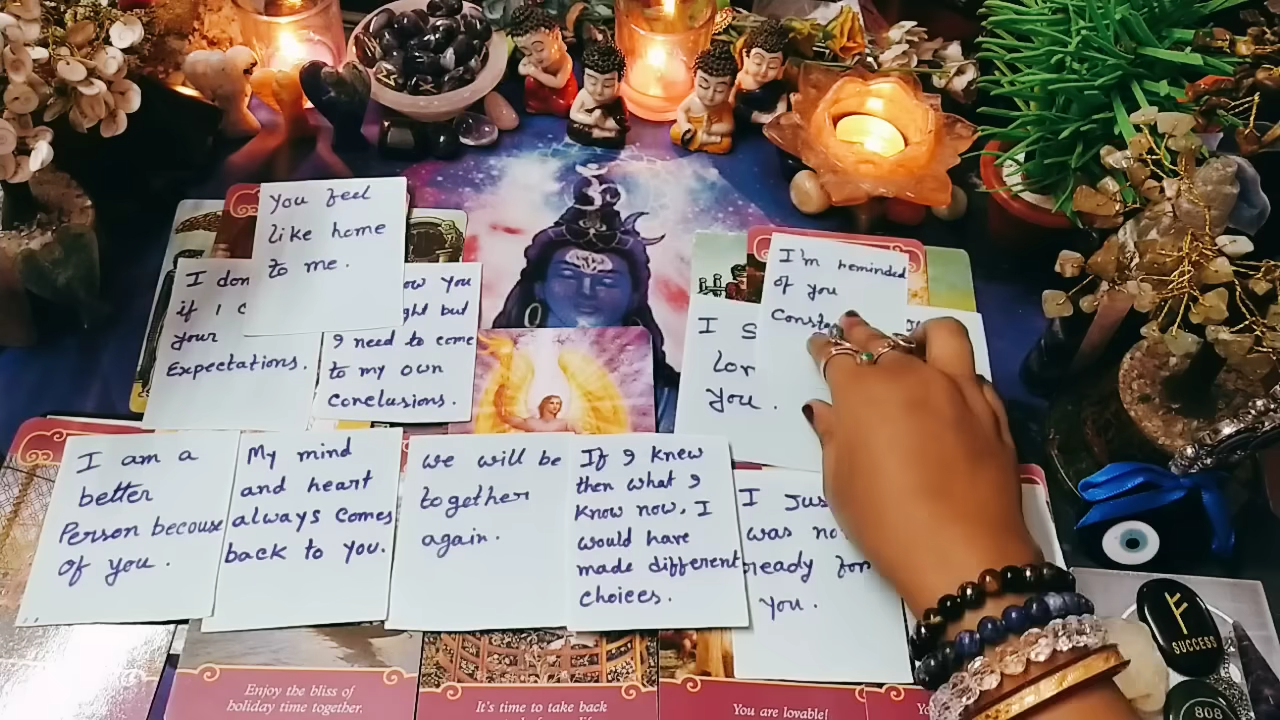 you feel
like home
to me.
I don
if I c
your
Expectations.
ow you
ght but
I need to come
to my own
conclusions.
I'm reminded
of you
Const
I S
lov
you.
I am a
better
Person becouse
of you.
My mind
and heart
always comes
back to you.
we will be
together
again.
If I knew
then what I
know now, I
would have
made different
choices.
I Jus
was no
ready for
you.
Enjoy the bliss of
holiday time together.
It's time to take back
You are lovable!
SUCCESS
808